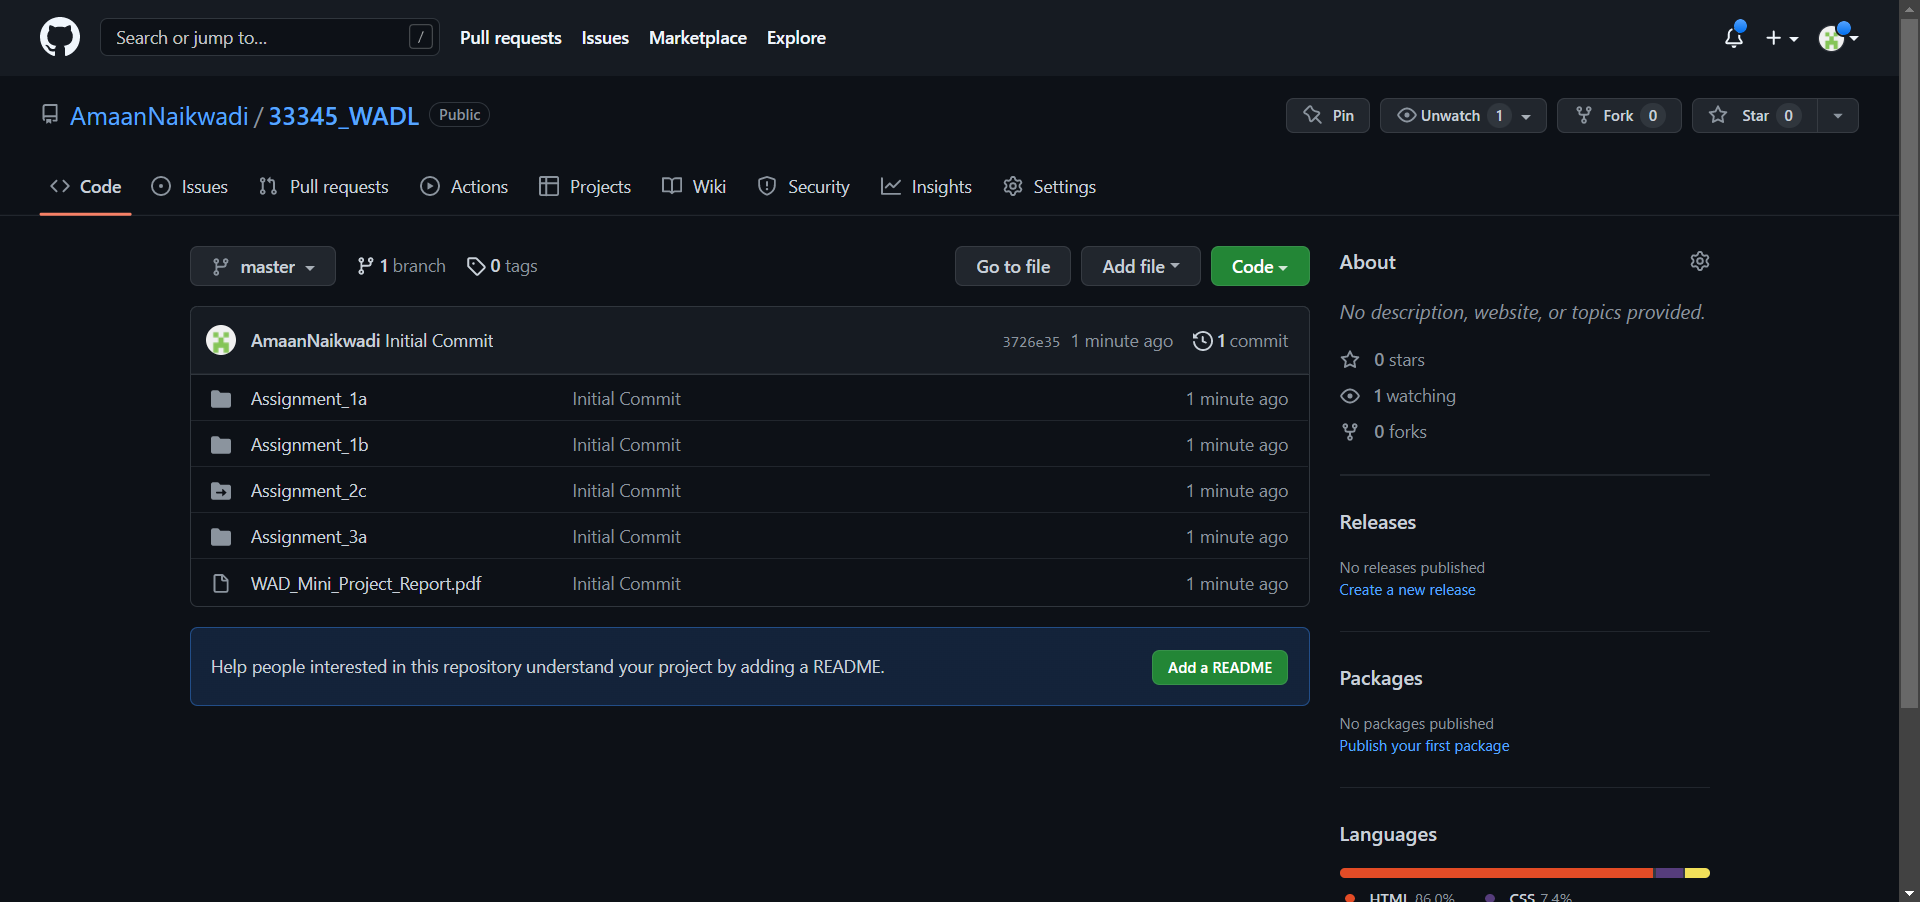 Search or jump to... / Pull requests Issues Marketplace Explore
AmaanNaikwadi / 33345_WADL Public Pin Unwatch 1 Fork 0 Star 0
Code Issues Pull requests Actions Projects Wiki Security Insights Settings
master 1 branch 0 tags Go to file Add file Code
AmaanNaikwadi Initial Commit 3726e35 1 minute ago 1 commit
Assignment_1a Initial Commit 1 minute ago
Assignment_1b Initial Commit 1 minute ago
Assignment_2c Initial Commit 1 minute ago
Assignment_3a Initial Commit 1 minute ago
WAD_Mini_Project_Report.pdf Initial Commit 1 minute ago
Help people interested in this repository understand your project by adding a README. Add a README
About
No description, website, or topics provided.
0 stars
1 watching
0 forks
Releases
No releases published
Create a new release
Packages
No packages published
Publish your first package
Languages
HTML 86.0% CSS 7.4%